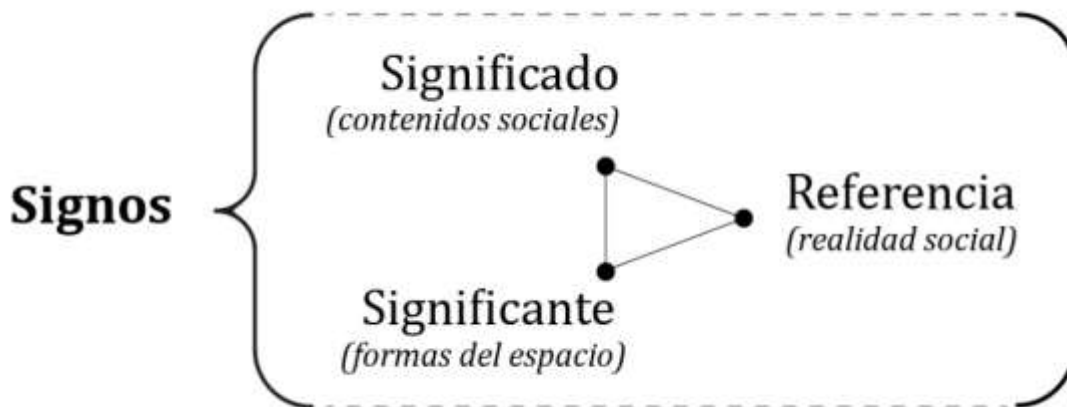 Significado
(contenidos sociales)
Signos
Referencia
(realidad social)
Significante
(formas del espacio)